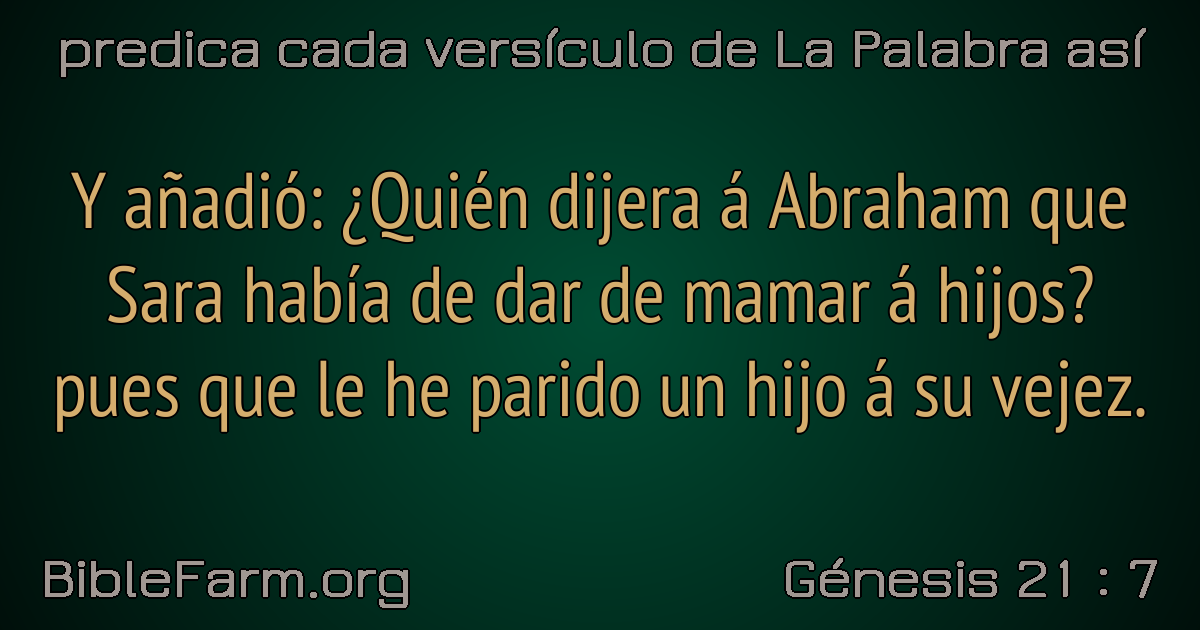 predica cada versículo de La Palabra así
Y añadió: ¿Quién dijera á Abraham que
Sara había de dar de mamar á hijos?
pues que le he parido un hijo á su vejez.
BibleFarm.org
Génesis 21 : 7